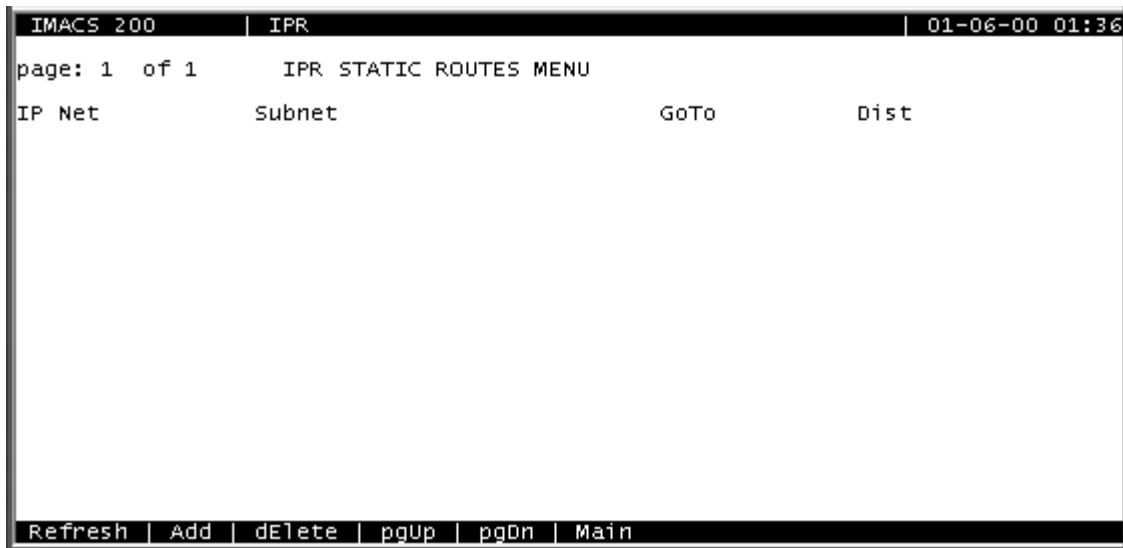 IMACS 200 | IPR | 01-06-00 01:36
page: 1 of 1 IPR STATIC ROUTES MENU
IP Net Subnet GoTo Dist
Refresh | Add | dElete | pgUp | pgDn | Main